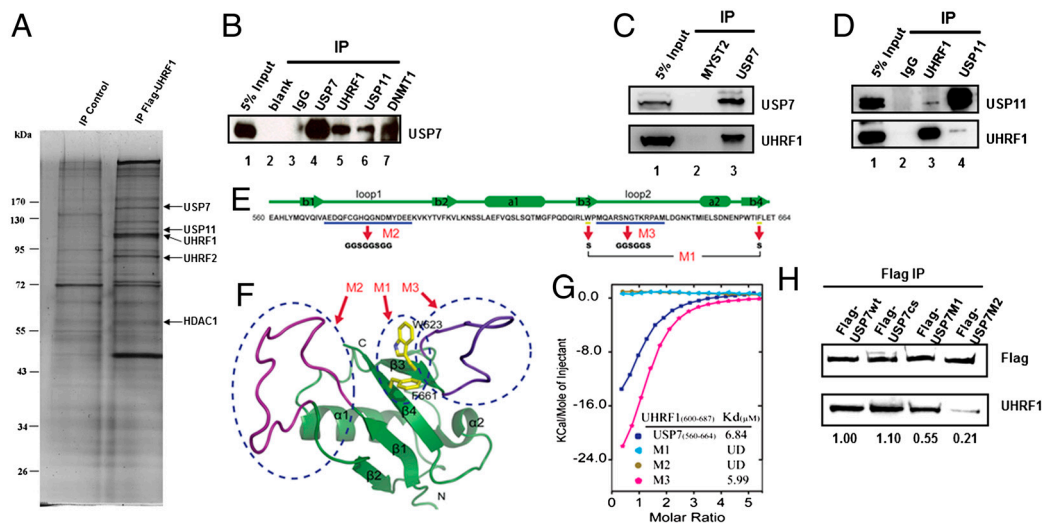 A
IP Control
IP Flag-UHRF1
kDa
170
130
95
72
55
43
34
26
USP7
USP11
UHRF1
UHRF2
HDAC1
B
IP
5% Input
blank
IgG
USP7
UHRF1
USP11
DNMT1
USP7
1 2 3 4 5 6 7
C
IP
5% Input
MYST2
USP7
USP7
UHRF1
1 2 3
D
IP
5% Input
IgG
UHRF1
USP11
USP11
UHRF1
1 2 3 4
E
b1 loop1 b2 a1 b3 loop2 a2 b4
560 EAHLYMQVQIVAEDQFCGHQGNDMYDEEKVKYTVFKVLKNSSLAEFVQSLSQTMGFPQDQIRLWPMQARSNGTKRPAMLDGNKTMIELSDNENPWTIFLET 664
M2
GGSGGSGG
S
M3
GGSGGS
S
M1
F
M2 M1 M3
W623
C
β3
F661
β4
α1
α2
β1
β2
N
G
KCal/Mole of Injectant
0.0
-8.0
-16.0
-24.0
UHRF1(600-687) Kd(μM)
USP7(560-664) 6.84
M1 UD
M2 UD
M3 5.99
0 1 2 3 4 5
Molar Ratio
H
Flag IP
Flag-USP7wt
Flag-USP7cs
Flag-USP7M1
Flag-USP7M2
Flag
UHRF1
1.00 1.10 0.55 0.21